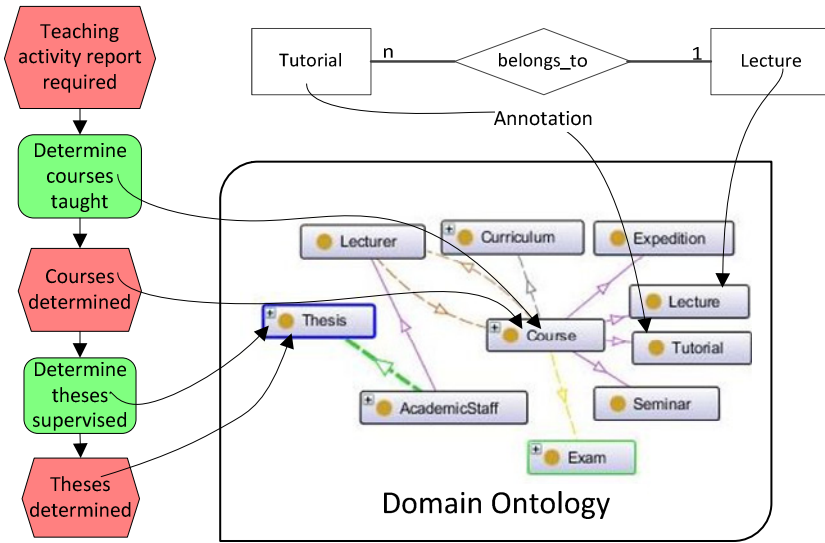 Teaching
activity report
required
Determine
courses
taught
Courses
determined
Determine
theses
supervised
Theses
determined
Tutorial
n
belongs_to
1
Lecture
Annotation
Lecturer
Curriculum
Expedition
Thesis
Course
Lecture
Tutorial
AcademicStaff
Seminar
Exam
Domain Ontology